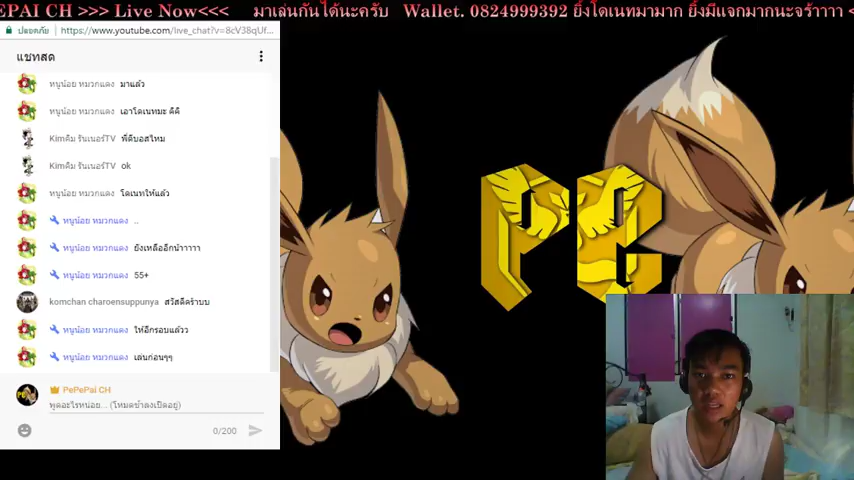 EPAI CH >>> Live Now<<< มาเล่นกันได้นะครับ Wallet. 0824999392 ยิ่งโดเนทมามาก ยิ่งมีแจกมากนะจร้าาาา <
ปลอดภัย https://www.youtube.com/live_chat?v=8cV38qUf...
แชทสด
หนูน้อย หมวกแดง มาแล้ว
หนูน้อย หมวกแดง เอาโดเนทมะ คิคิ
Kimคิม รันเนอร์TV พี่ตีบอสไหม
Kimคิม รันเนอร์TV ok
หนูน้อย หมวกแดง โดเนทให้แล้ว
หนูน้อย หมวกแดง ..
หนูน้อย หมวกแดง ยังเหลืออีกน้าาาาา
หนูน้อย หมวกแดง 55+
komchan charoensuppunya สวัสดีคร้าบบ
หนูน้อย หมวกแดง ให้อีกรอบแล้วว
หนูน้อย หมวกแดง เล่นก่อนๆๆ
PePePai CH
พูดอะไรหน่อย... (โหมดช้าลงเปิดอยู่)
0/200